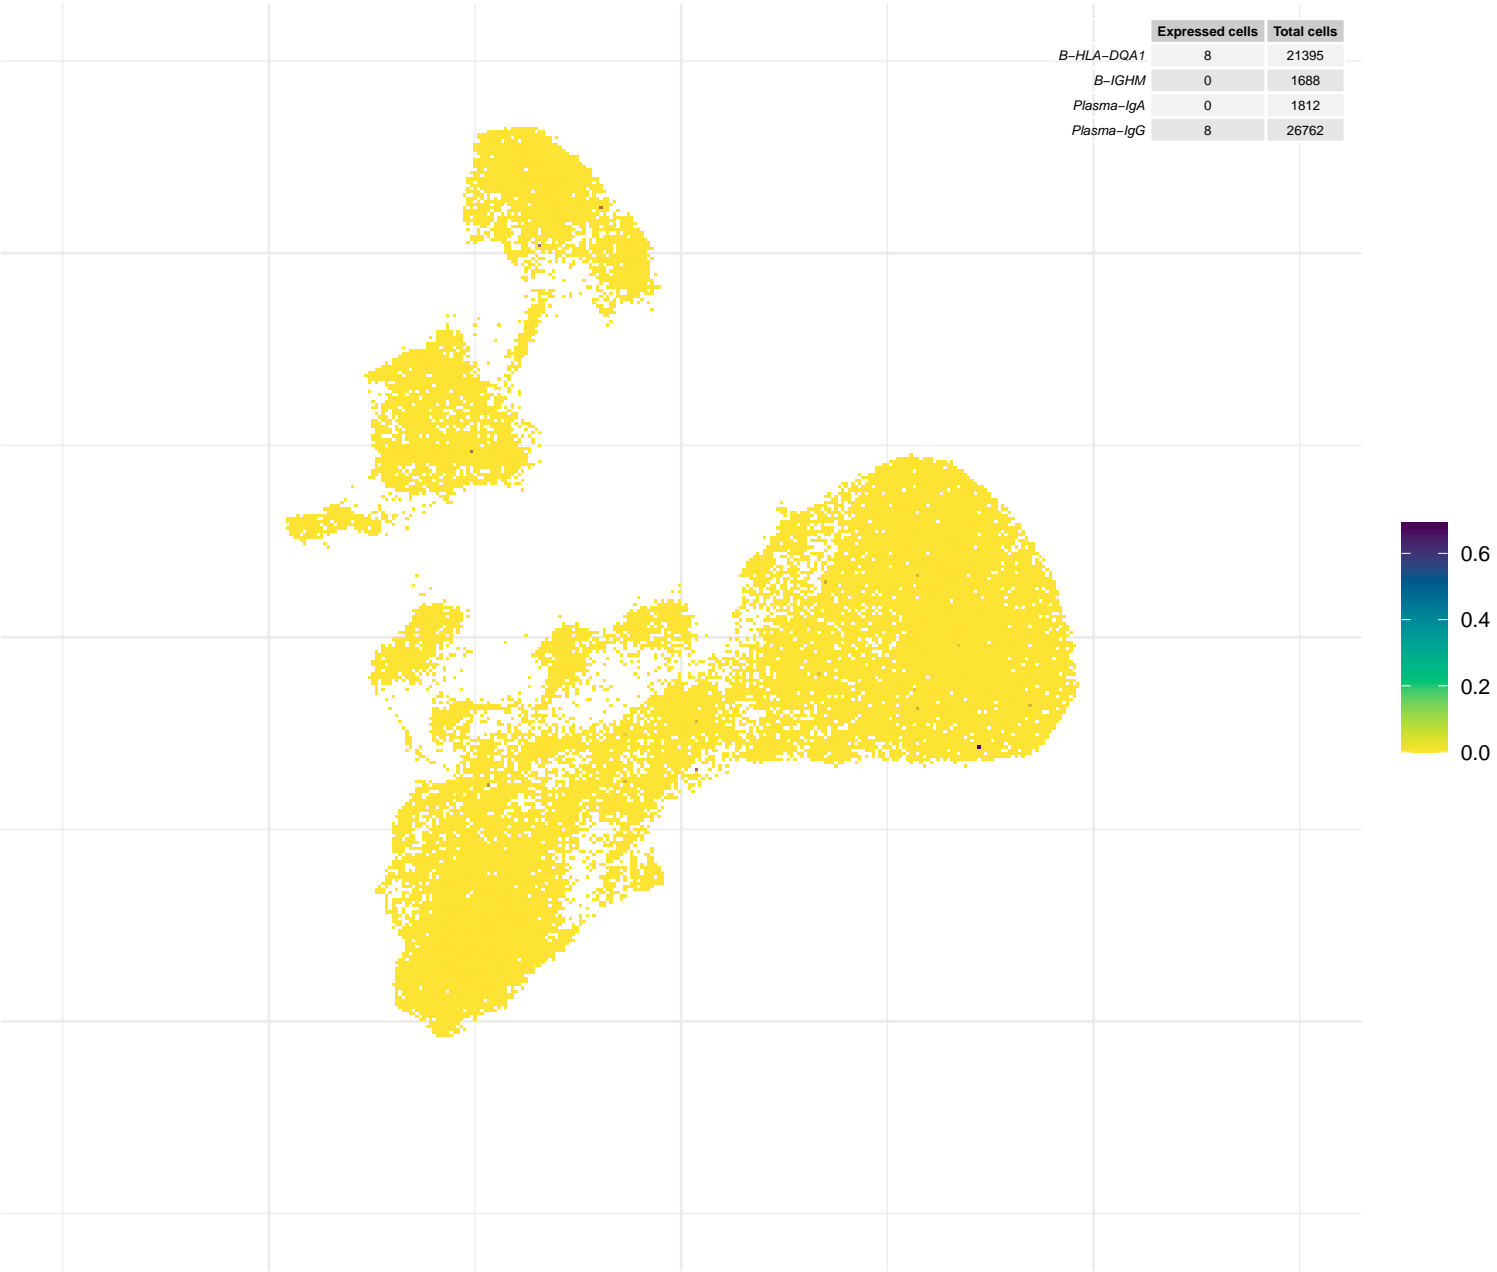 Expressed cells Total cells
B−HLA−DQA1 8 21395
B−IGHM 0 1688
Plasma−IgA 0 1812
Plasma−IgG 8 26762
0.6
0.4
0.2
0.0